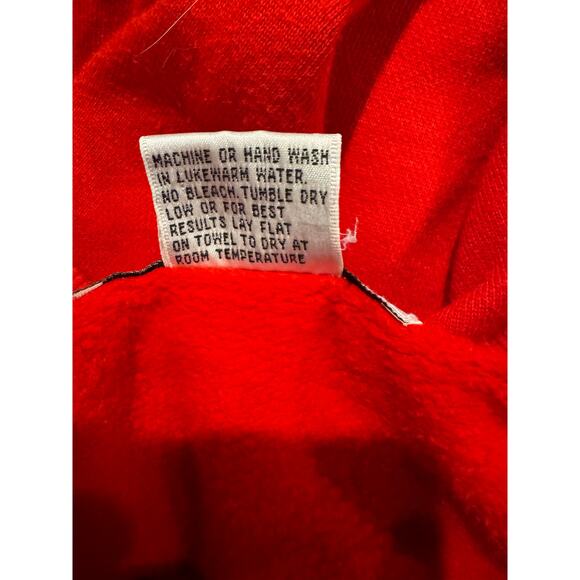 MACHINE OR HAND WASH
IN LUKEWARM WATER.
NO BLEACH.TUMBLE DRY
LOW OR FOR BEST
RESULTS LAY FLAT
ON TOWEL TO DRY AT
ROOM TEMPERATURE